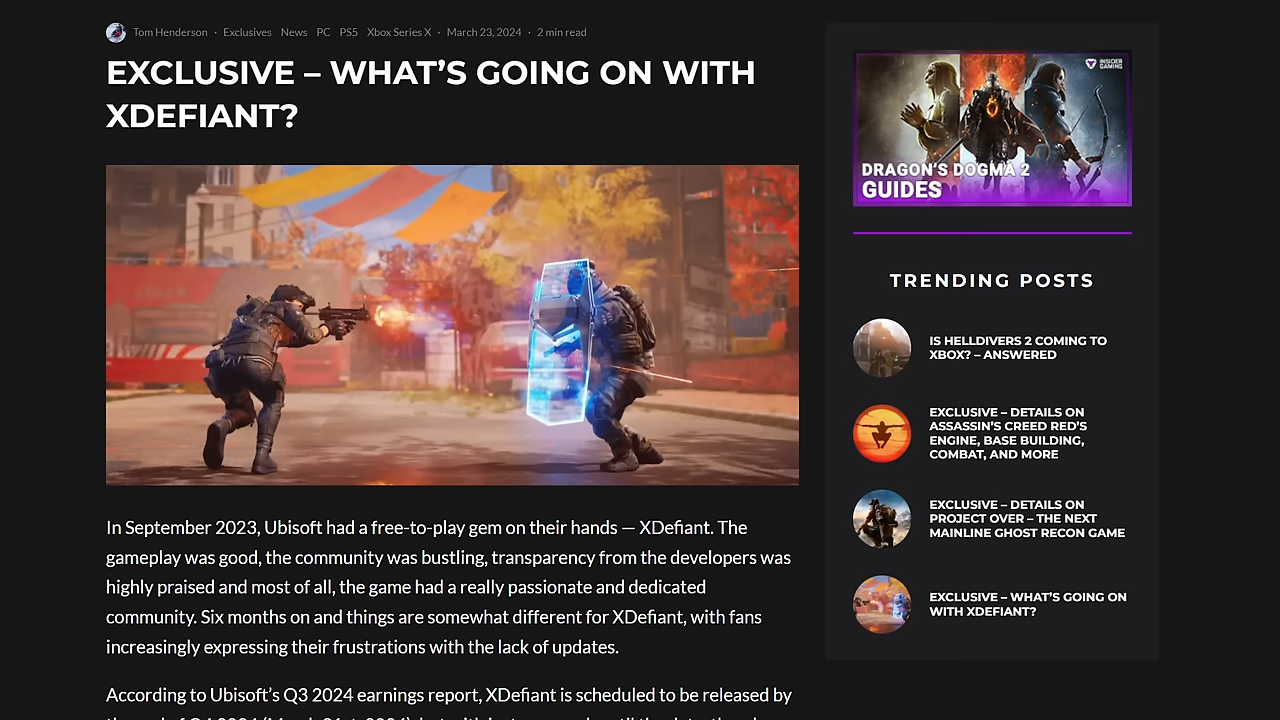 Tom Henderson · Exclusives News PC PS5 Xbox Series X · March 23, 2024 · 2 min read
EXCLUSIVE – WHAT’S GOING ON WITH
XDEFIANT?
In September 2023, Ubisoft had a free-to-play gem on their hands — XDefiant. The
gameplay was good, the community was bustling, transparency from the developers was
highly praised and most of all, the game had a really passionate and dedicated
community. Six months on and things are somewhat different for XDefiant, with fans
increasingly expressing their frustrations with the lack of updates.
According to Ubisoft’s Q3 2024 earnings report, XDefiant is scheduled to be released by
INSIDER
GAMING
DRAGON’S DOGMA 2
GUIDES
TRENDING POSTS
IS HELLDIVERS 2 COMING TO
XBOX? – ANSWERED
EXCLUSIVE – DETAILS ON
ASSASSIN’S CREED RED’S
ENGINE, BASE BUILDING,
COMBAT, AND MORE
EXCLUSIVE – DETAILS ON
PROJECT OVER – THE NEXT
MAINLINE GHOST RECON GAME
EXCLUSIVE – WHAT’S GOING ON
WITH XDEFIANT?